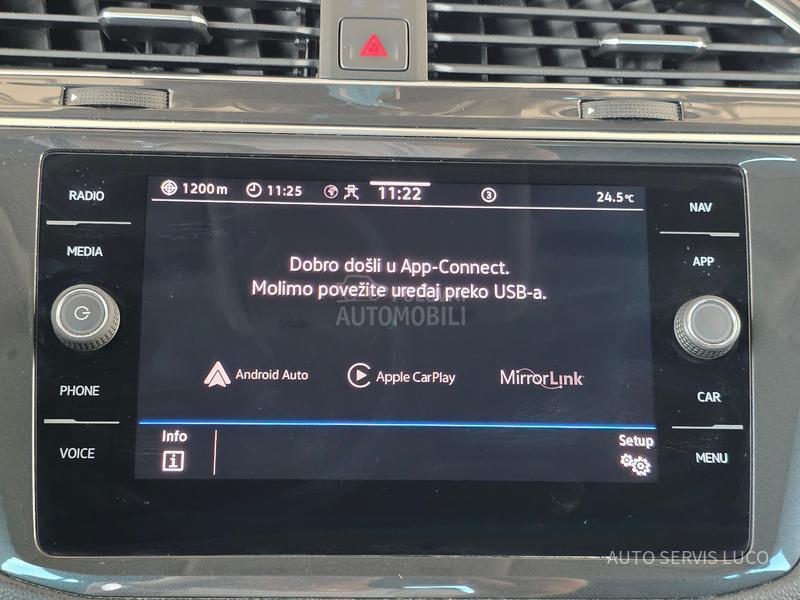 RADIO
MEDIA
PHONE
VOICE
1200 m 11:25 11:22 3 24.5°C
Dobro došli u App-Connect.
Molimo povežite uređaj preko USB-a.
AUTOMOBILI
Android Auto Apple CarPlay MirrorLink
Info
Setup
NAV
APP
CAR
MENU
AUTO SERVIS LUCO